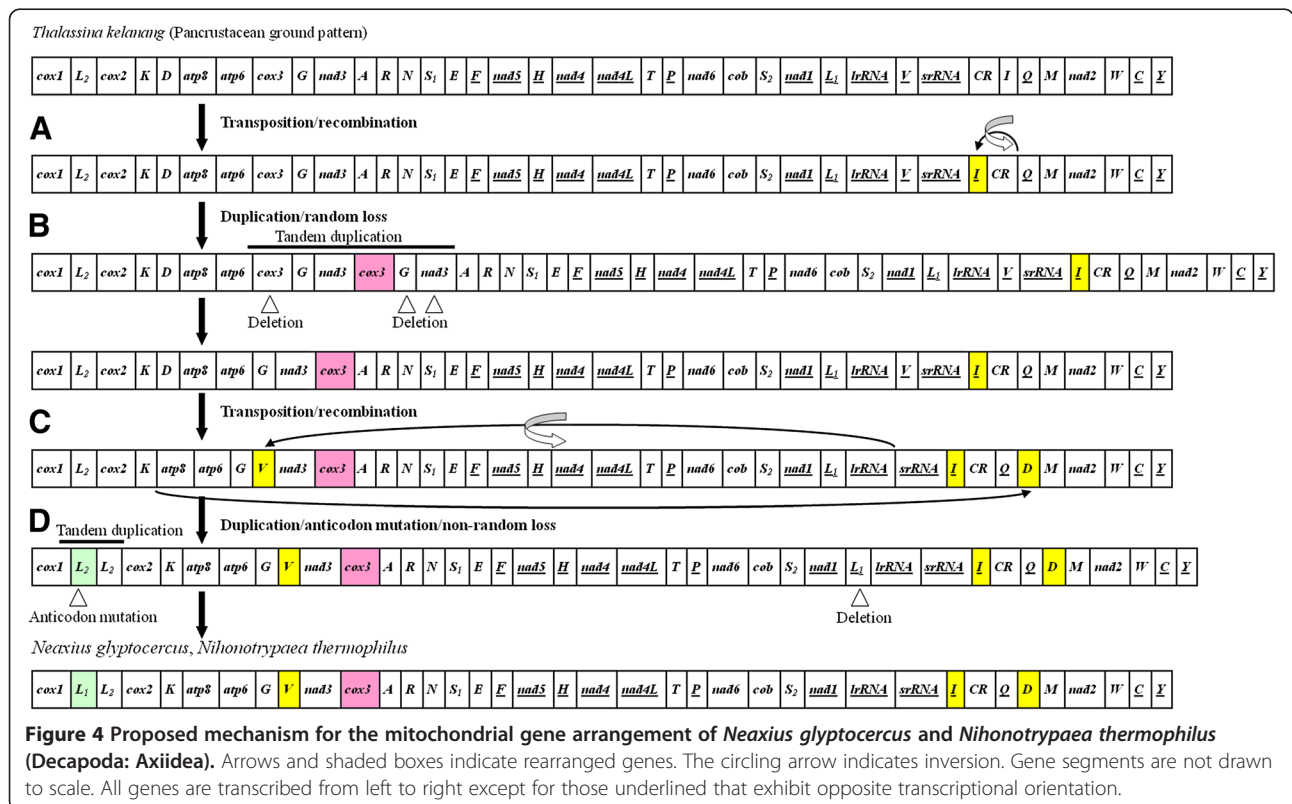 Thalassina kelanang (Pancrustacean ground pattern)
cox1 L2 cox2 K D atp8 atp6 cox3 G nad3 A R N S1 E F nad5 H nad4 nad4L T P nad6 cob S2 nad1 L1 lrRNA V srRNA CR I Q M nad2 W C Y
A Transposition/recombination
cox1 L2 cox2 K D atp8 atp6 cox3 G nad3 A R N S1 E F nad5 H nad4 nad4L T P nad6 cob S2 nad1 L1 lrRNA V srRNA I CR Q M nad2 W C Y
B Duplication/random loss
Tandem duplication
cox1 L2 cox2 K D atp8 atp6 cox3 G nad3 cox3 G nad3 A R N S1 E F nad5 H nad4 nad4L T P nad6 cob S2 nad1 L1 lrRNA V srRNA I CR Q M nad2 W C Y
Deletion Deletion
cox1 L2 cox2 K D atp8 atp6 G nad3 cox3 A R N S1 E F nad5 H nad4 nad4L T P nad6 cob S2 nad1 L1 lrRNA V srRNA I CR Q M nad2 W C Y
C Transposition/recombination
cox1 L2 cox2 K atp8 atp6 G V nad3 cox3 A R N S1 E F nad5 H nad4 nad4L T P nad6 cob S2 nad1 L1 lrRNA srRNA I CR Q D M nad2 W C Y
D Tandem duplication Duplication/anticodon mutation/non-random loss
cox1 L2 L2 cox2 K atp8 atp6 G V nad3 cox3 A R N S1 E F nad5 H nad4 nad4L T P nad6 cob S2 nad1 L1 lrRNA srRNA I CR Q D M nad2 W C Y
Anticodon mutation Deletion
Neaxius glyptocercus, Nihonotrypaea thermophilus
cox1 L1 L2 cox2 K atp8 atp6 G V nad3 cox3 A R N S1 E F nad5 H nad4 nad4L T P nad6 cob S2 nad1 lrRNA srRNA I CR Q D M nad2 W C Y
Figure 4 Proposed mechanism for the mitochondrial gene arrangement of Neaxius glyptocercus and Nihonotrypaea thermophilus
(Decapoda: Axiidea). Arrows and shaded boxes indicate rearranged genes. The circling arrow indicates inversion. Gene segments are not drawn
to scale. All genes are transcribed from left to right except for those underlined that exhibit opposite transcriptional orientation.